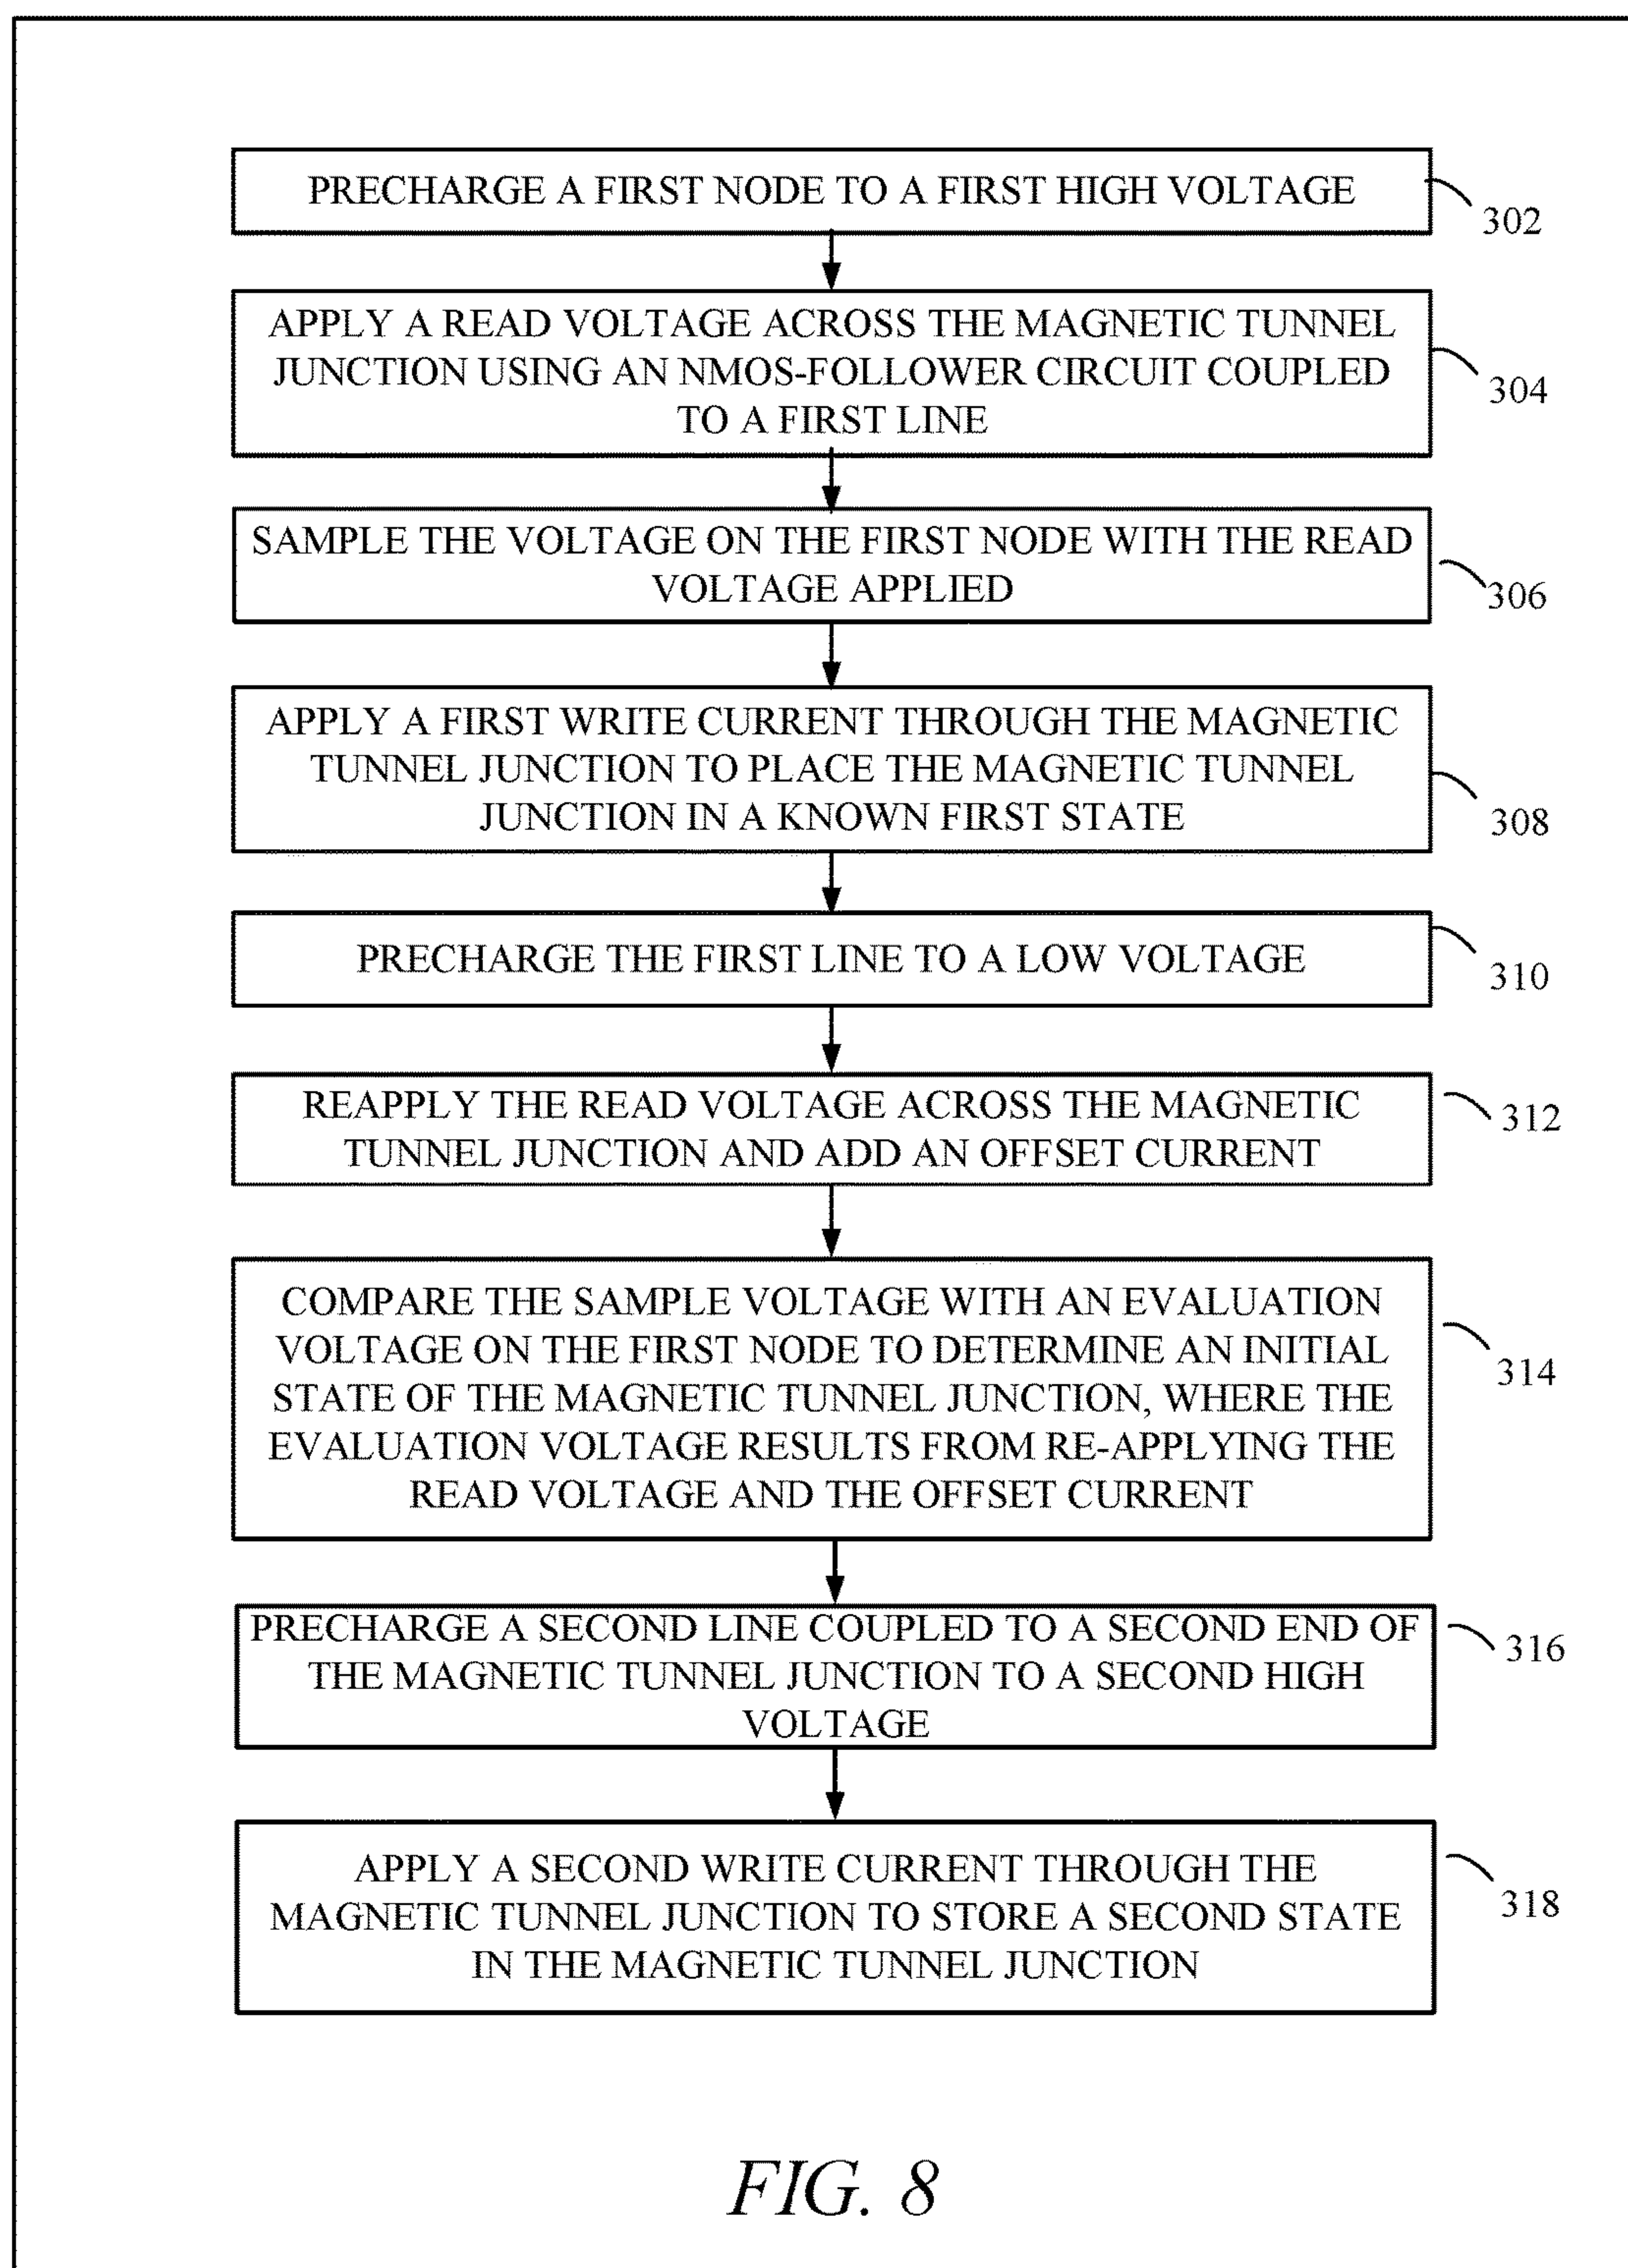 PRECHARGE A FIRST NODE TO A FIRST HIGH VOLTAGE
302
APPLY A READ VOLTAGE ACROSS THE MAGNETIC TUNNEL
JUNCTION USING AN NMOS-FOLLOWER CIRCUIT COUPLED
TO A FIRST LINE
304
SAMPLE THE VOLTAGE ON THE FIRST NODE WITH THE READ
VOLTAGE APPLIED
306
APPLY A FIRST WRITE CURRENT THROUGH THE MAGNETIC
TUNNEL JUNCTION TO PLACE THE MAGNETIC TUNNEL
JUNCTION IN A KNOWN FIRST STATE
308
PRECHARGE THE FIRST LINE TO A LOW VOLTAGE
310
REAPPLY THE READ VOLTAGE ACROSS THE MAGNETIC
TUNNEL JUNCTION AND ADD AN OFFSET CURRENT
312
COMPARE THE SAMPLE VOLTAGE WITH AN EVALUATION
VOLTAGE ON THE FIRST NODE TO DETERMINE AN INITIAL
STATE OF THE MAGNETIC TUNNEL JUNCTION, WHERE THE
EVALUATION VOLTAGE RESULTS FROM RE-APPLYING THE
READ VOLTAGE AND THE OFFSET CURRENT
314
PRECHARGE A SECOND LINE COUPLED TO A SECOND END OF
THE MAGNETIC TUNNEL JUNCTION TO A SECOND HIGH
VOLTAGE
316
APPLY A SECOND WRITE CURRENT THROUGH THE
MAGNETIC TUNNEL JUNCTION TO STORE A SECOND STATE
IN THE MAGNETIC TUNNEL JUNCTION
318
FIG. 8